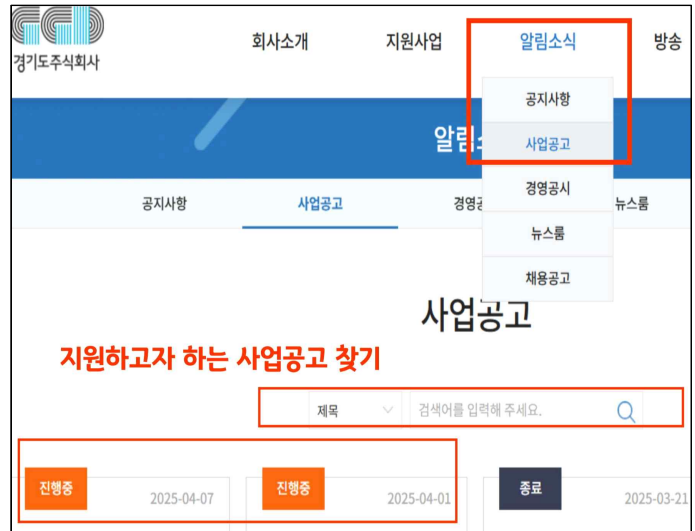 경기도주식회사
회사소개 지원사업 알림소식 방송
공지사항
알림 사업공고
공지사항 사업공고 경영 경영공시 뉴스룸
뉴스룸
채용공고
사업공고
지원하고자 하는 사업공고 찾기
제목 검색어를 입력해 주세요.
진행중 2025-04-07 진행중 2025-04-01 종료 2025-03-21